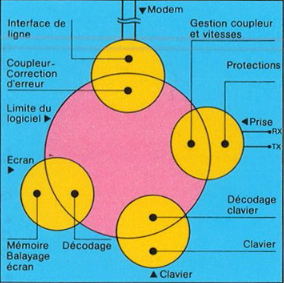 Modem
Interface de
ligne
Gestion coupleur
et vitesses
Coupleur-
Correction
d'erreur
Protections
Limite du
logiciel
Prise
RX
TX
Ecran
Décodage
clavier
Mémoire
Balayage
écran
Décodage
Clavier
Clavier